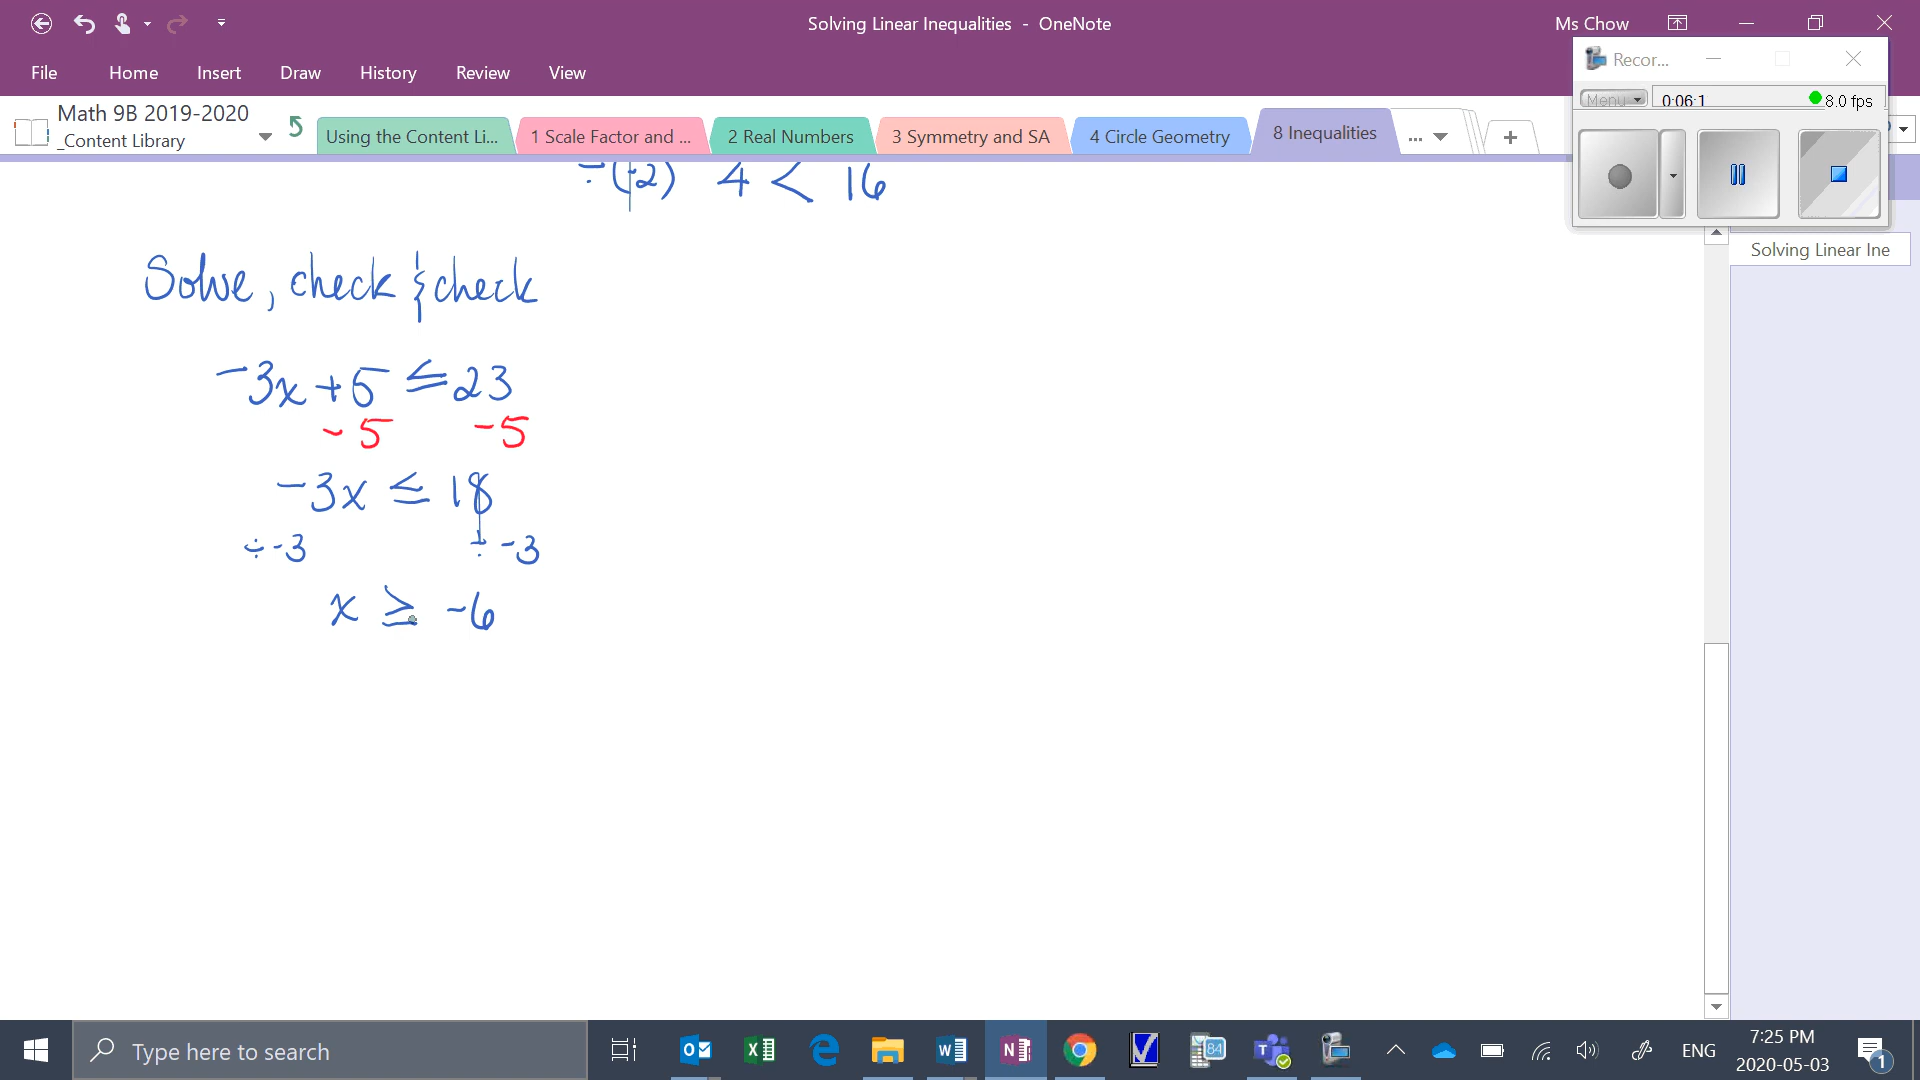 Solving Linear Inequalities - OneNote
Ms Chow
File Home Insert Draw History Review View
Recor...
Menu 0:06:1 8.0 fps
Math 9B 2019-2020
_Content Library
Using the Content Li... 1 Scale Factor and ... 2 Real Numbers 3 Symmetry and SA 4 Circle Geometry 8 Inequalities ... +
Solving Linear Ine
÷(-2) 4 < 16
Solve, check & check
-3x + 5 ≤ 23
- 5 - 5
-3x ≤ 18
÷ -3 ÷ -3
x ≥ -6
Type here to search
84
ENG
7:25 PM
2020-05-03
1